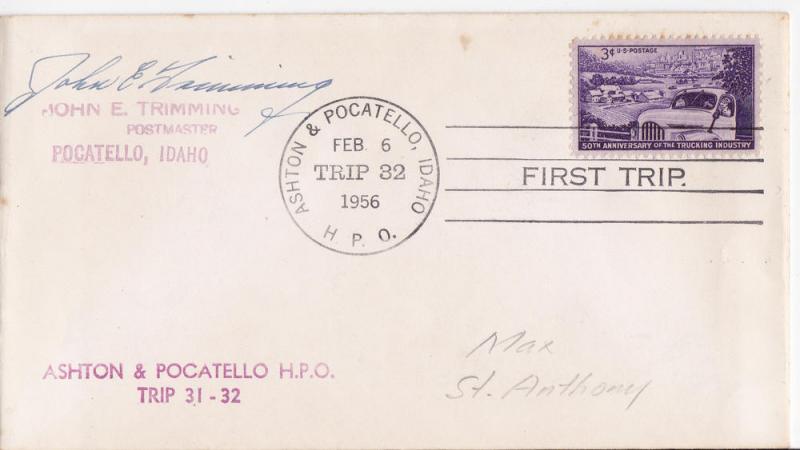 John E Trimming
JOHN E. TRIMMING
POSTMASTER
POCATELLO, IDAHO
3¢ U.S. POSTAGE
50TH ANNIVERSARY OF THE TRUCKING INDUSTRY
ASHTON & POCATELLO, IDAHO
FEB. 6
TRIP 32
1956
H. P. O.
FIRST TRIP.
Max
St. Anthony
ASHTON & POCATELLO H.P.O.
TRIP 31 - 32